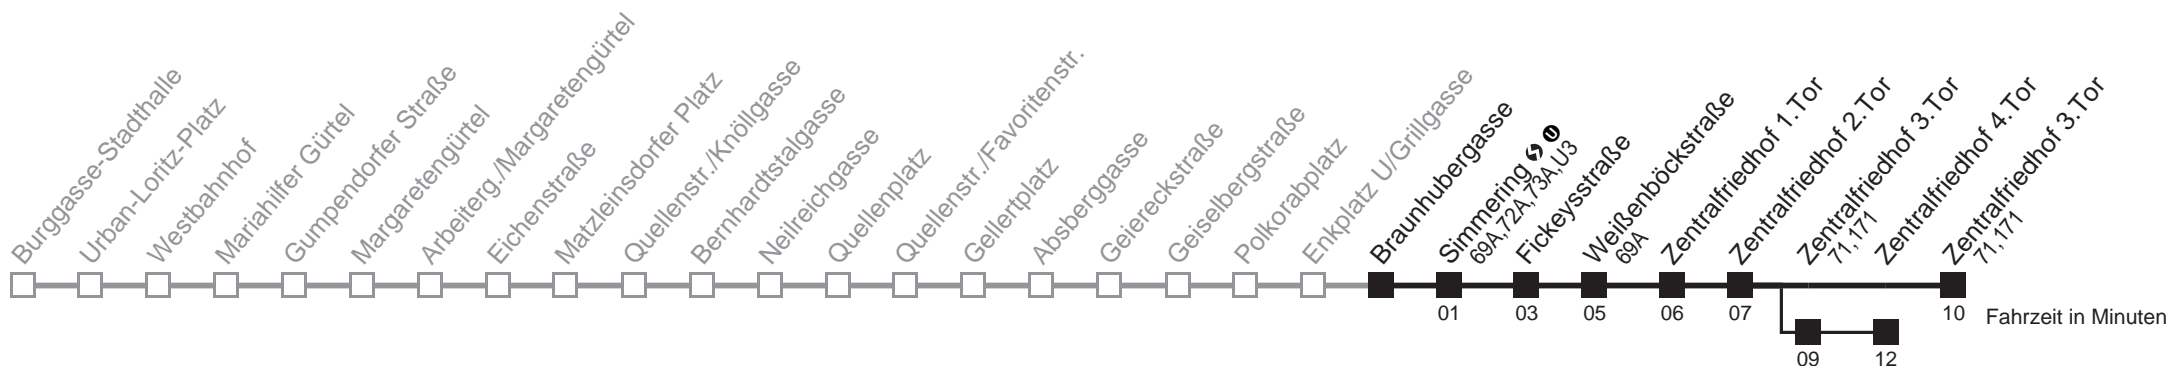 Burggasse-Stadthalle
Urban-Loritz-Platz
Westbahnhof
Mariahilfer Gürtel
Gumpendorfer Straße
Margaretengürtel
Arbeiterg./Margaretengürtel
Eichenstraße
Matzleinsdorfer Platz
Quellenstr./Knöllgasse
Bernhardtstalgasse
Neilreichgasse
Quellenplatz
Quellenstr./Favoritenstr.
Gellertplatz
Absberggasse
Geiereckstraße
Geiselbergstraße
Polkorabplatz
Enkplatz U/Grillgasse
Braunhubergasse
Simmering S U
69A,72A,73A,U3
Fickeysstraße
Weißenböckstraße
69A
Zentralfriedhof 1.Tor
Zentralfriedhof 2.Tor
Zentralfriedhof 3.Tor
71,171
Zentralfriedhof 4.Tor
Zentralfriedhof 3.Tor
71,171
01 03 05 06 07 10 Fahrzeit in Minuten
09 12